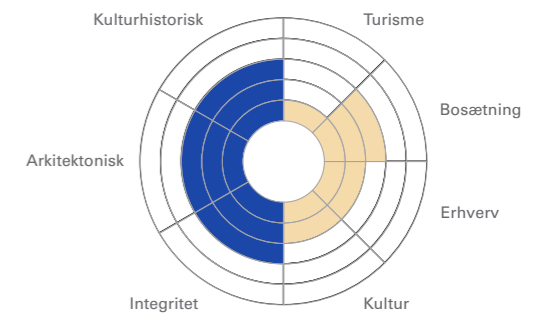 Kulturhistorisk
Turisme
Bosætning
Arkitektonisk
Erhverv
Integritet
Kultur